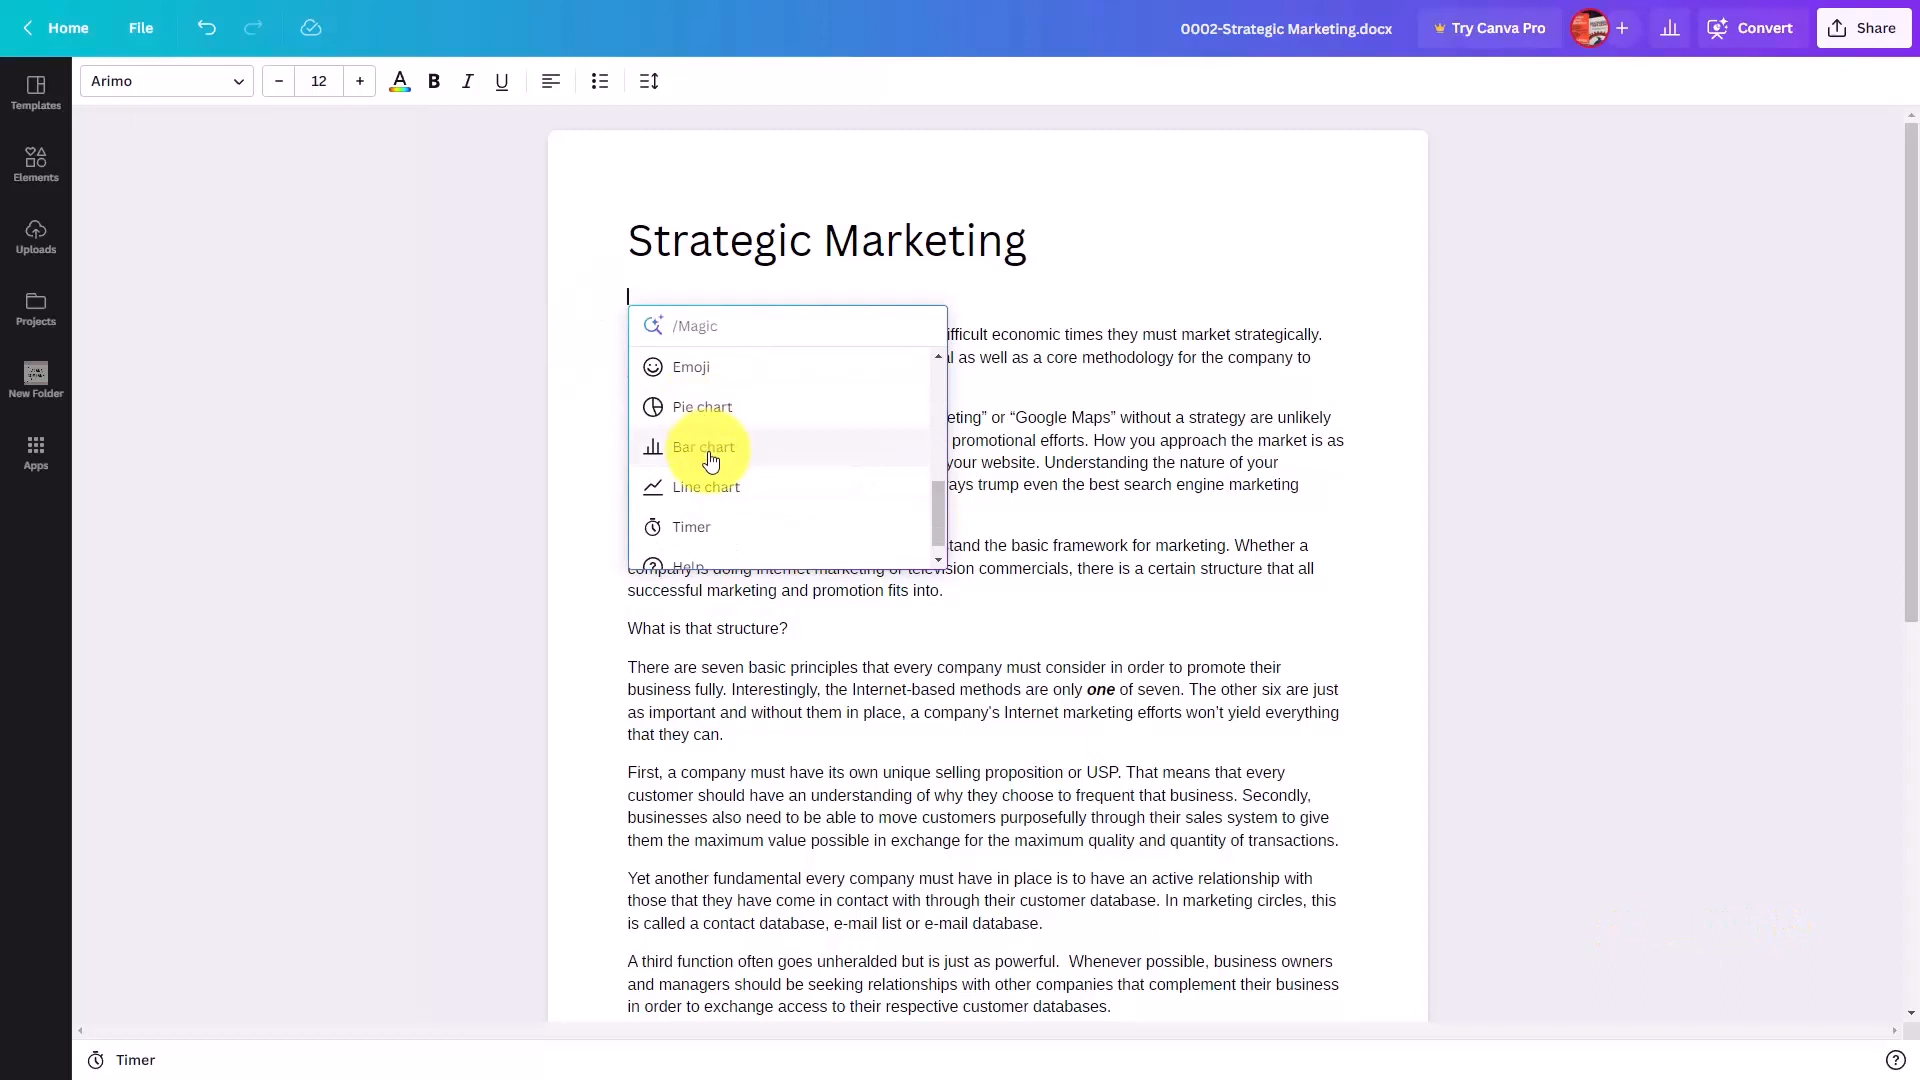 Home
File
0002-Strategic Marketing.docx
Try Canva Pro
Convert
Share
Templates
Elements
Uploads
Projects
New Folder
Apps
Arimo
12
B
I
U
Strategic Marketing
/Magic
Emoji
Pie chart
Bar chart
Line chart
Timer
Help
ifficult economic times they must market strategically.
as well as a core methodology for the company to
eting” or “Google Maps” without a strategy are unlikely
promotional efforts. How you approach the market is as
your website. Understanding the nature of your
ays trump even the best search engine marketing
tand the basic framework for marketing. Whether a
company is doing Internet marketing or television commercials, there is a certain structure that all
successful marketing and promotion fits into.
What is that structure?
There are seven basic principles that every company must consider in order to promote their
business fully. Interestingly, the Internet-based methods are only one of seven. The other six are just
as important and without them in place, a company's Internet marketing efforts won’t yield everything
that they can.
First, a company must have its own unique selling proposition or USP. That means that every
customer should have an understanding of why they choose to frequent that business. Secondly,
businesses also need to be able to move customers purposefully through their sales system to give
them the maximum value possible in exchange for the maximum quality and quantity of transactions.
Yet another fundamental every company must have in place is to have an active relationship with
those that they have come in contact with through their customer database. In marketing circles, this
is called a contact database, e-mail list or e-mail database.
A third function often goes unheralded but is just as powerful.  Whenever possible, business owners
and managers should be seeking relationships with other companies that complement their business
in order to exchange access to their respective customer databases.
Timer